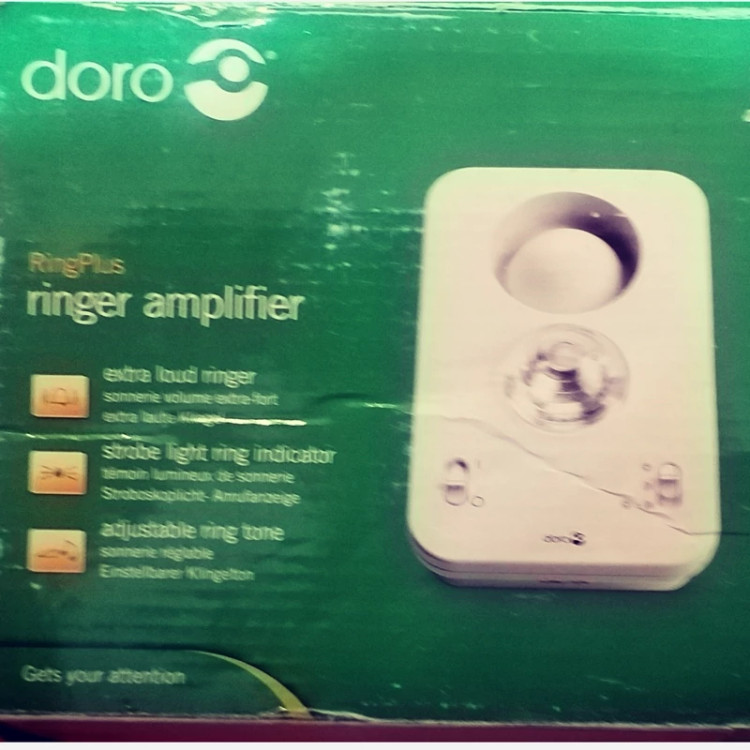 doro
RingPlus
ringer amplifier
extra loud ringer
sonnerie volume extra-fort
extra laute
strobe light ring indicator
témoin lumineux de sonnerie
Stroboskoplicht- Anrufanzeige
adjustable ring tone
sonnerie réglable
Einstellbarer Klingelton
doro
Gets your attention